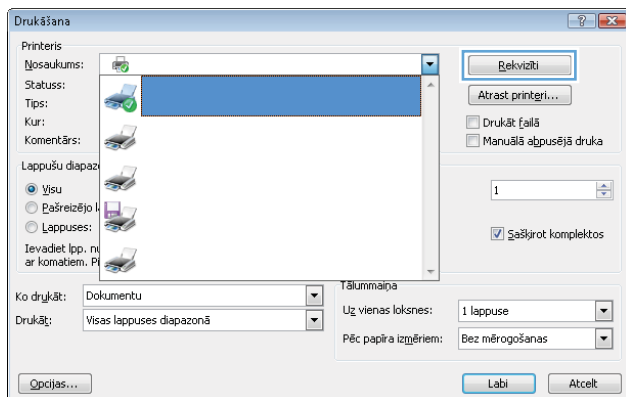 Drukāšana
Printeris
Nosaukums:
Rekvizīti
Statuss:
Tips:
Atrast printeri...
Kur:
Drukāt failā
Komentārs:
Manuālā abpusējā druka
Lappušu
Visu
1
Pašreizējo
Lappuses:
Sašķirot komplektos
Ievadiet lpp.
ar komatiem.
Tālummaiņa
Ko drukāt: Dokumentu
Uz vienas loksnes: 1 lappuse
Drukāt: Visas lappuses diapazonā
Pēc papīra izmēriem: Bez mērogošanas
Opcijas...
Labi
Atcelt